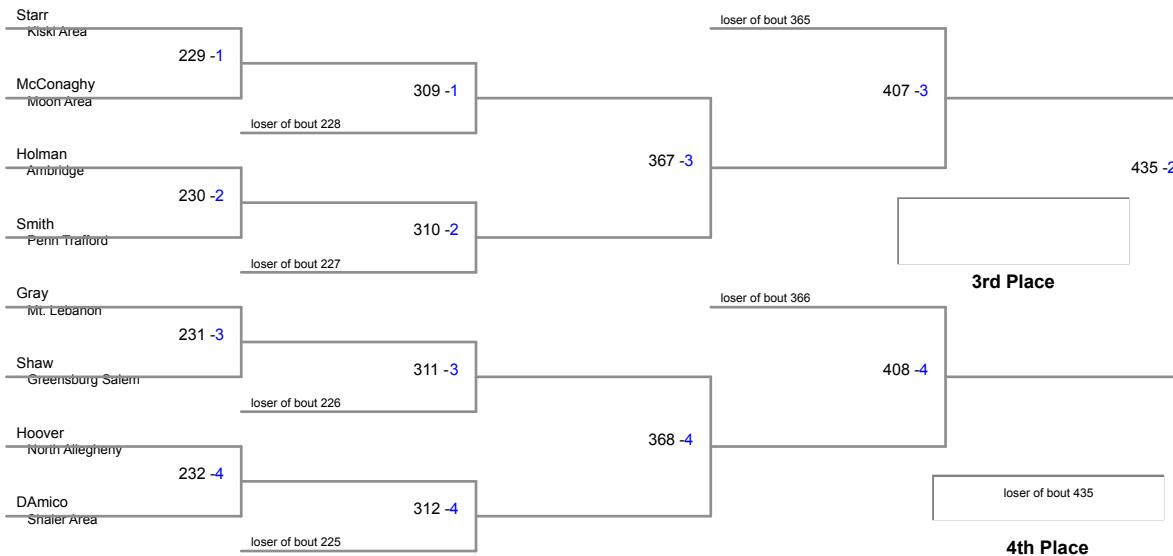 Starr
Kiski Area
229 -1
McConaghy
Moon Area
309 -1
loser of bout 228
Holman
Ambridge
230 -2
Smith
Penn Trafford
310 -2
loser of bout 227
367 -3
loser of bout 365
407 -3
435 -2
3rd Place
Gray
Mt. Lebanon
231 -3
Shaw
Greensburg Salem
311 -3
loser of bout 226
Hoover
North Allegheny
232 -4
DAmico
Shaler Area
312 -4
loser of bout 225
368 -4
loser of bout 366
408 -4
loser of bout 435
4th Place